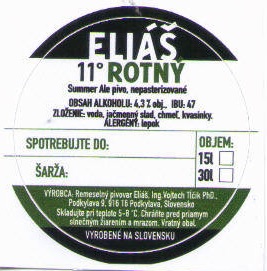 ELIÁŠ
11° ROTNÝ
Summer Ale pivo, nepasterizované
OBSAH ALKOHOLU: 4,3 % obj., IBU: 47
ZLOŽENIE: voda, jačmenný slad, chmeľ, kvasinky.
ALERGÉNY: lepok
SPOTREBUJTE DO:
OBJEM:
15l
ŠARŽA:
30l
VÝROBCA: Remeselný pivovar Eliáš, Ing.Vojtech Tlčik PhD.,
Podkylava 9, 916 16 Podkylava, Slovensko
Skladujte pri teplote 5-8 °C. Chráňte pred priamym
slnečným žiarením a mrazom. Vratný obal.
VYROBENÉ NA SLOVENSKU